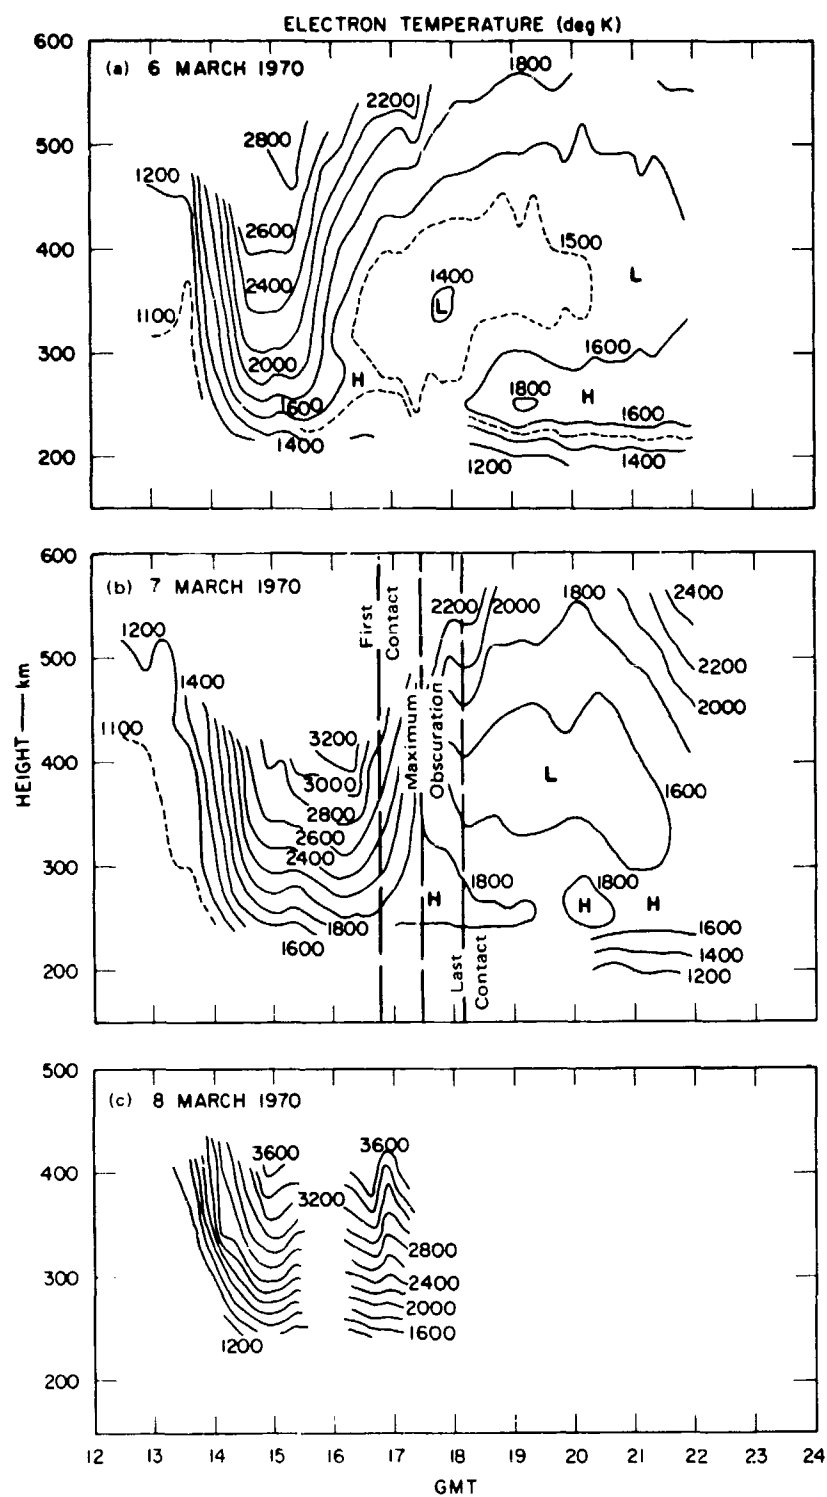 ELECTRON TEMPERATURE (deg K)
600
(a) 6 MARCH 1970
1800
2200
2800
500
1200
2600
1500
400
2400
1400
L
L
1100
300
2000
1600
H
1800
H
1600
1600
1400
200
1200
1400
600
(b) 7 MARCH 1970
First
Contact
2200
2000
1800
2400
1200
500
1400
2200
2000
1100
3200
Maximum
Obscuration
400
3000
L
1600
2800
2600
2400
300
1800
1800
H
H
H
1800
1600
1600
1400
200
Last
Contact
1200
HEIGHT — km
500
(c) 8 MARCH 1970
3600
3600
400
3200
2800
300
2400
2000
1600
1200
200
12 13 14 15 16 17 18 19 20 21 22 23 24
GMT